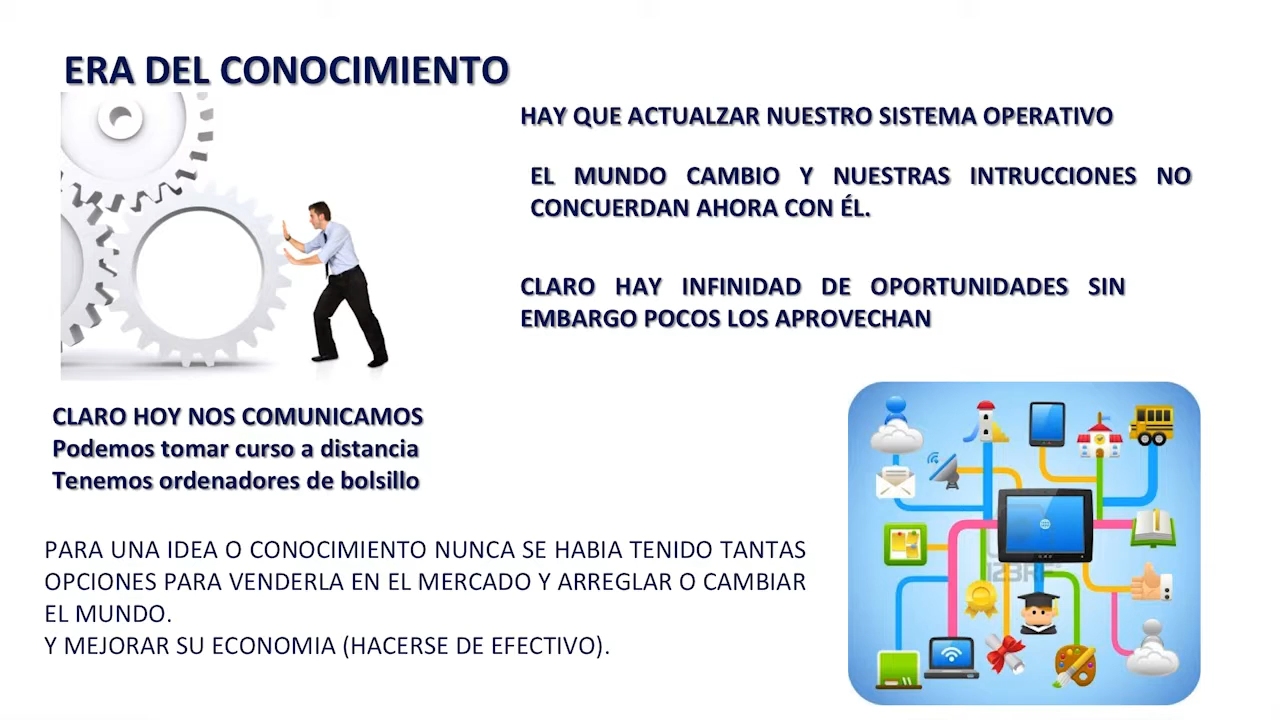 ERA DEL CONOCIMIENTO
HAY QUE ACTUALZAR NUESTRO SISTEMA OPERATIVO
EL MUNDO CAMBIO Y NUESTRAS INTRUCCIONES NO
CONCUERDAN AHORA CON ÉL.
CLARO HAY INFINIDAD DE OPORTUNIDADES SIN
EMBARGO POCOS LOS APROVECHAN
CLARO HOY NOS COMUNICAMOS
Podemos tomar curso a distancia
Tenemos ordenadores de bolsillo
PARA UNA IDEA O CONOCIMIENTO NUNCA SE HABIA TENIDO TANTAS
OPCIONES PARA VENDERLA EN EL MERCADO Y ARREGLAR O CAMBIAR
EL MUNDO.
Y MEJORAR SU ECONOMIA (HACERSE DE EFECTIVO).